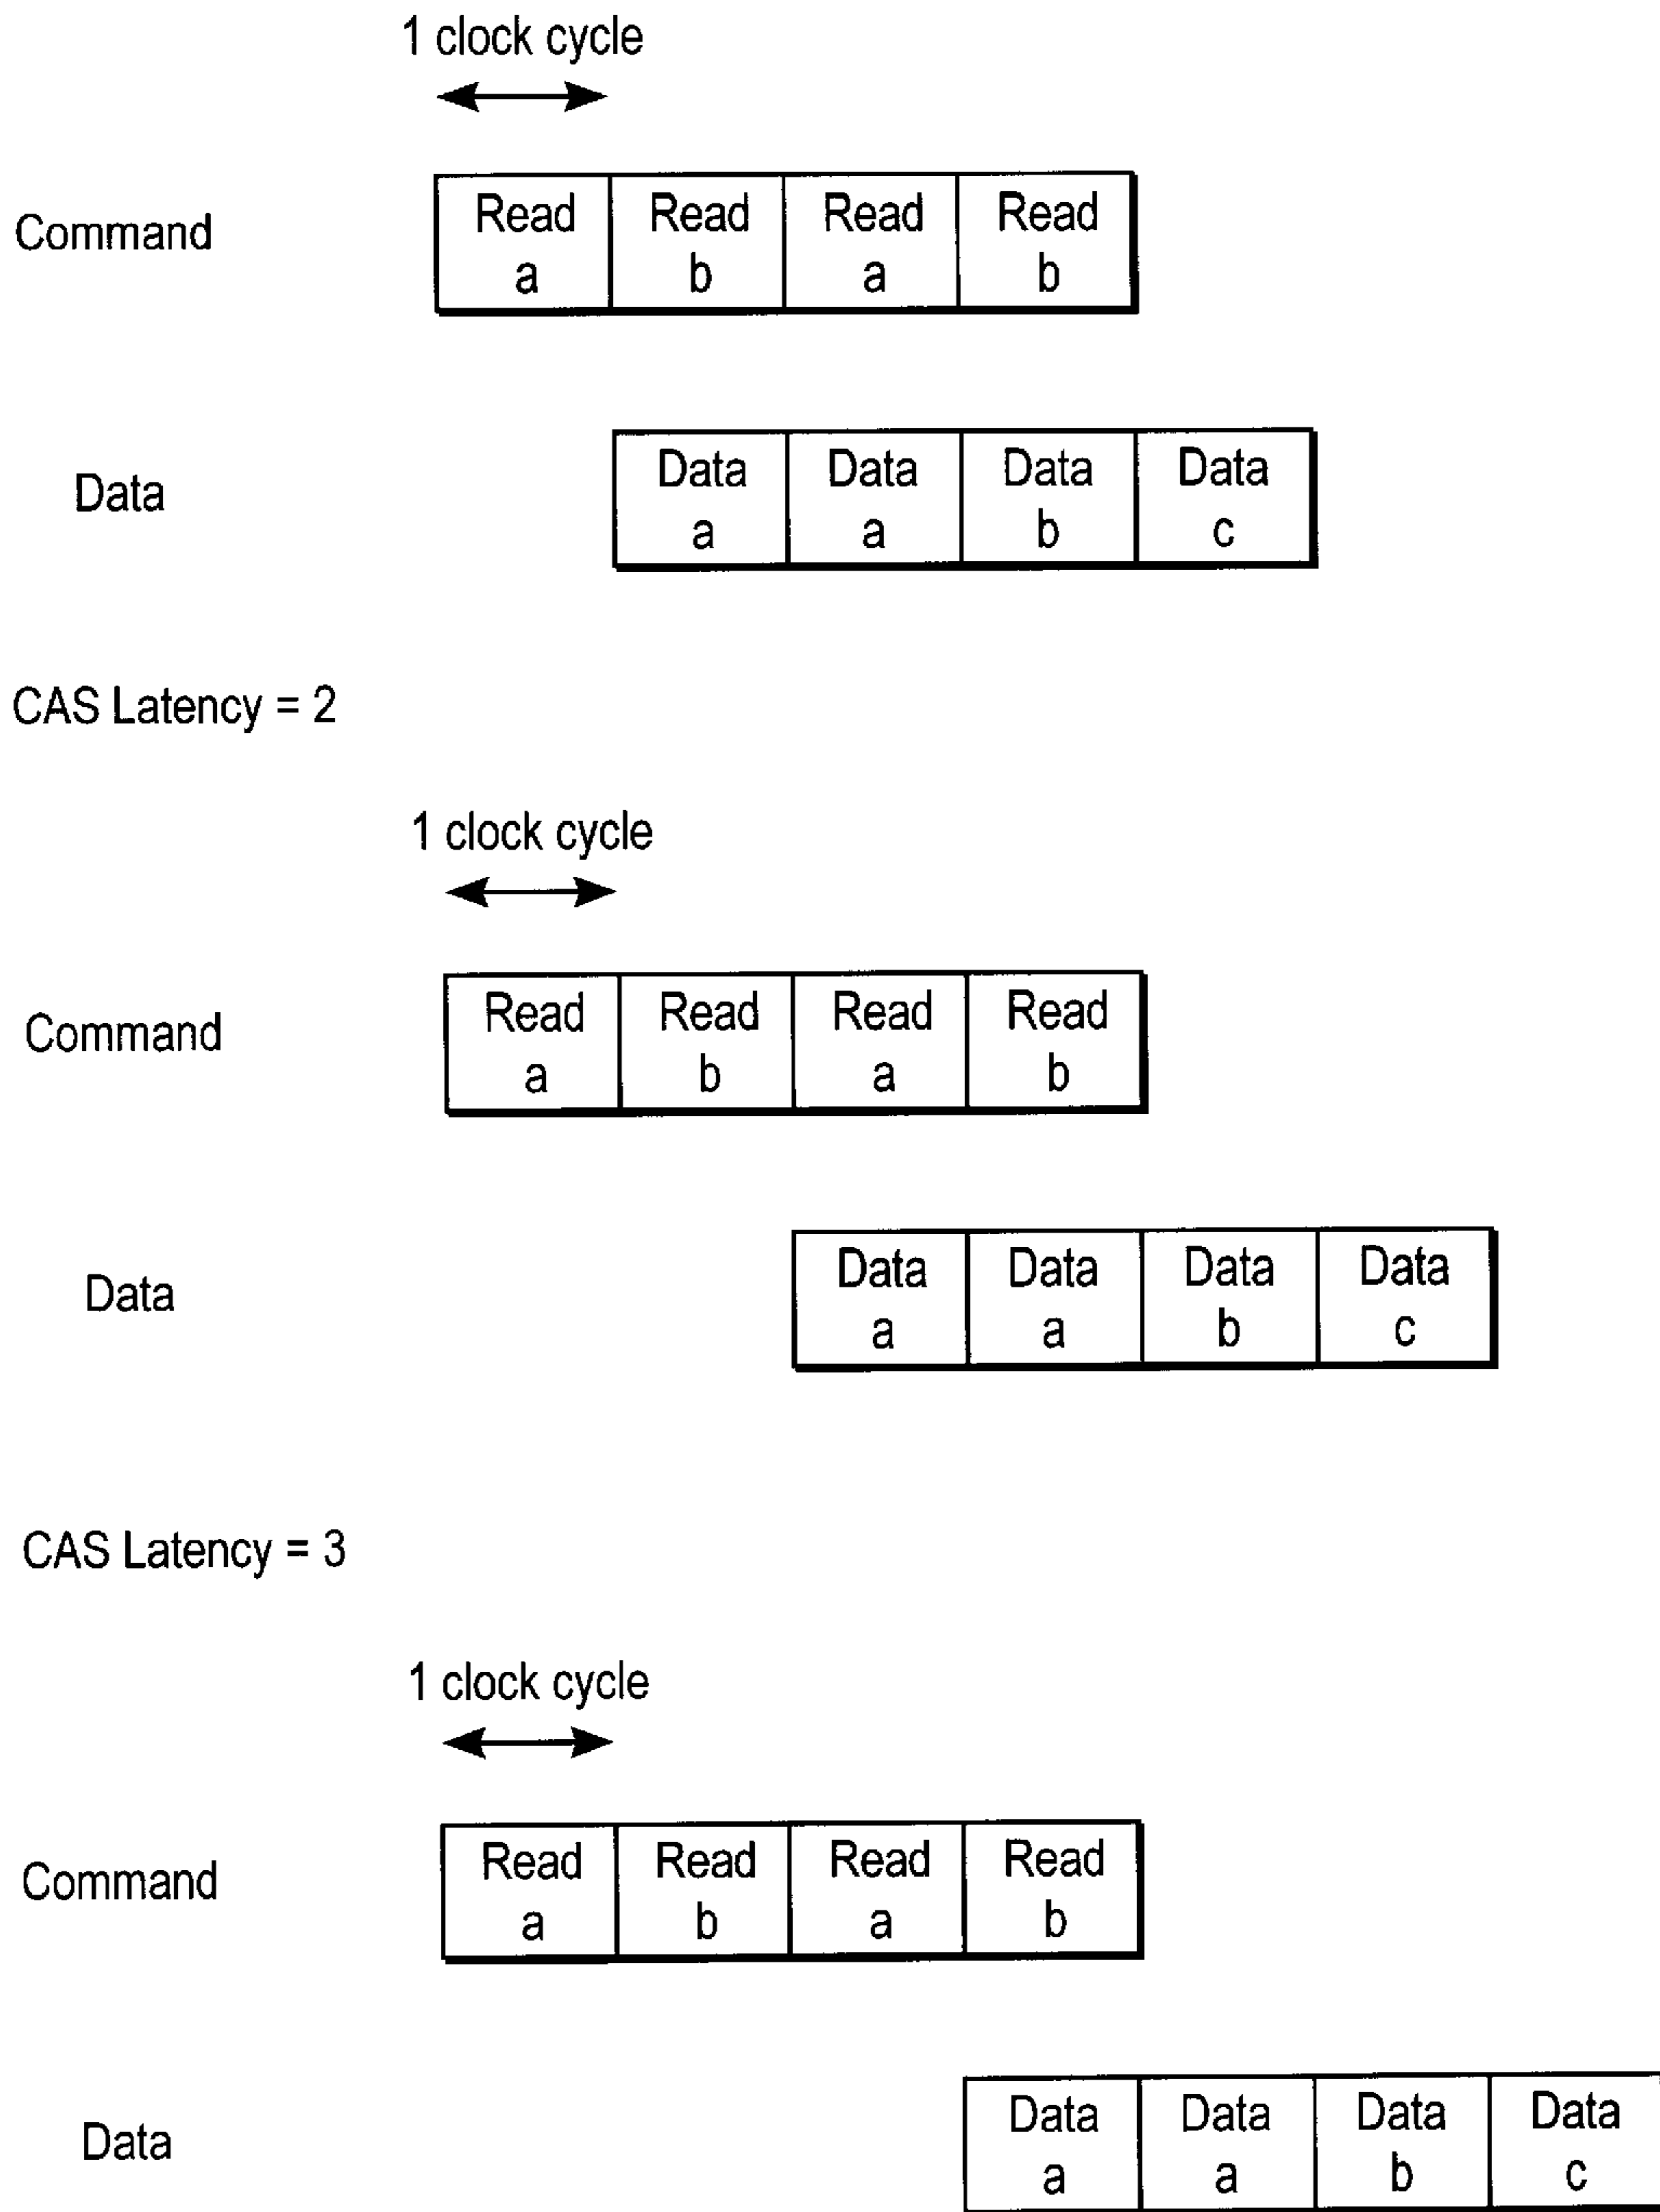 1 clock cycle
Command
Read Read Read Read
a b a b
Data
Data Data Data Data
a a b c
CAS Latency = 2
1 clock cycle
Command
Read Read Read Read
a b a b
Data
Data Data Data Data
a a b c
CAS Latency = 3
1 clock cycle
Command
Read Read Read Read
a b a b
Data
Data Data Data Data
a a b c